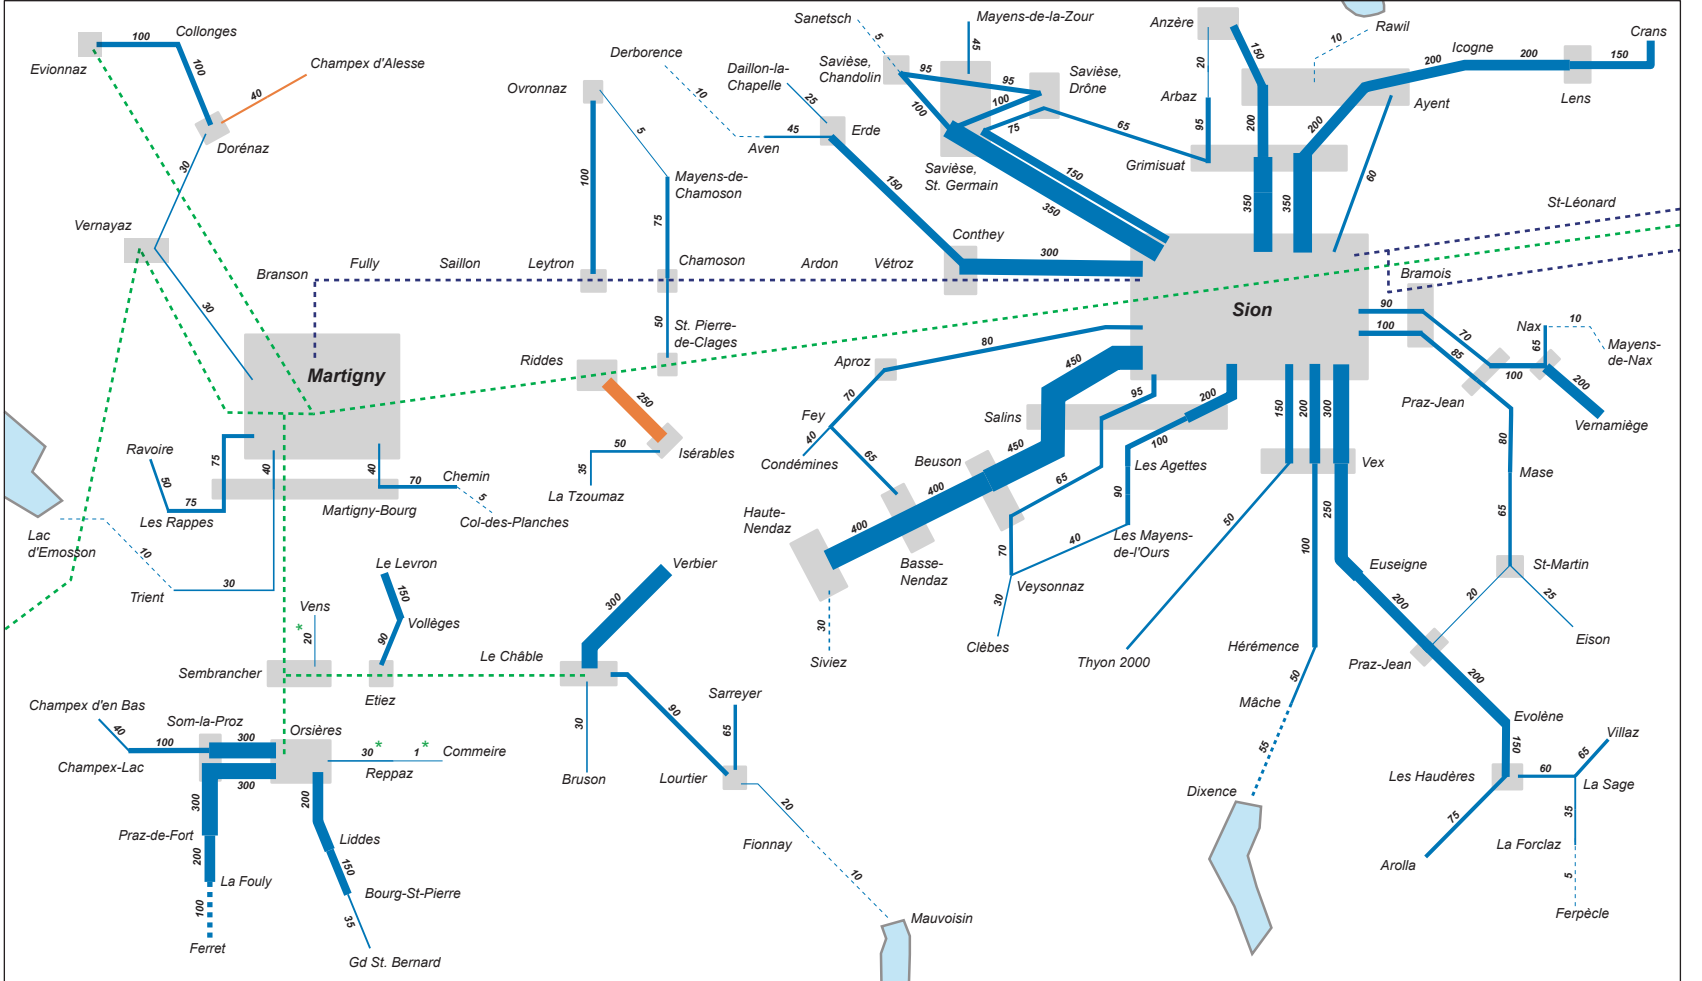 Collonges
100
Evionnaz
100
Champex d'Alesse
40
Dorénaz
30
Vernayaz
30
Branson
Fully
Saillon
Leytron
Chamoson
Ardon
Vétroz
Martigny
Ravoire
50
75
Les Rappes
75
40
40
70
Chemin
5
Col-des-Planches
Martigny-Bourg
Lac
d'Emosson
10
Trient
30
Ovronnaz
5
100
Mayens-de-
Chamoson
75
50
St. Pierre-
de-Clages
Riddes
250
Isérables
50
35
La Tzoumaz
Derborence
10
Daillon-la-
Chapelle
25
Aven
45
Erde
150
Conthey
300
Sanetsch
5
Savièse,
Chandolin
95
100
Mayens-de-la-Zour
45
95
100
75
Savièse,
Drône
65
Savièse,
St. Germain
150
350
Anzère
150
20
Arbaz
95
Grimisuat
200
350
350
Rawil
10
Ayent
200
60
200
Icogne
200
Lens
150
Crans
St-Léonard
Bramois
Sion
90
100
70
85
Praz-Jean
100
Nax
65
10
Mayens-
de-Nax
200
Vernamiège
80
Mase
65
St-Martin
20
25
Eison
Aproz
80
70
Fey
40
Condémines
65
450
Salins
450
Beuson
400
400
Haute-
Nendaz
Basse-
Nendaz
30
Siviez
95
65
70
Veysonnaz
30
Clèbes
200
100
Les Agettes
90
Les Mayens-
de-l'Ours
40
150
200
300
Vex
50
Thyon 2000
100
Hérémence
50
Mâche
55
Dixence
250
Euseigne
200
Praz-Jean
200
Evolène
150
Les Haudères
60
65
Villaz
La Sage
35
La Forclaz
5
Ferpècle
75
Arolla
Le Levron
150
Vollèges
90
Etiez
Vens
* 20
Sembrancher
Le Châble
Verbier
300
30
Bruson
90
Sarreyer
65
Lourtier
20
Fionnay
10
Mauvoisin
Champex d'en Bas
40
Champex-Lac
100
Som-la-Proz
300
Orsières
300
300
Praz-de-Fort
200
La Fouly
100
Ferret
30 *
Reppaz
1 *
Commeire
200
Liddes
150
Bourg-St-Pierre
35
Gd St. Bernard